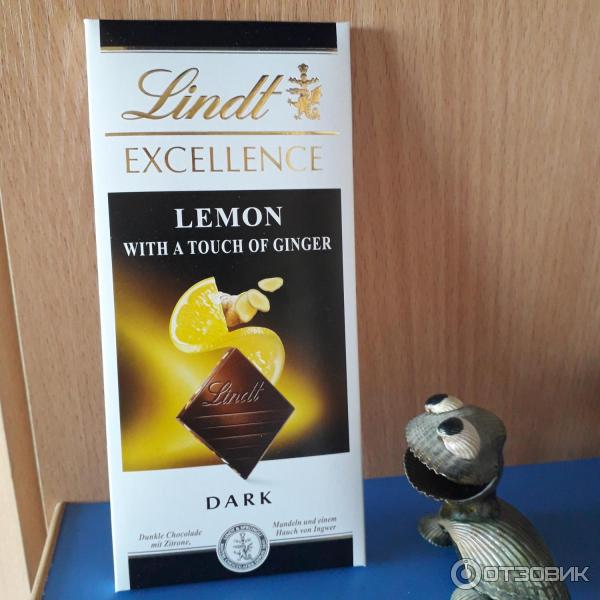 Lindt
EXCELLENCE
LEMON
WITH A TOUCH OF GINGER
Lindt
DARK
Dunkle Chocolade
mit Zitrone,
Mandeln und einem
Hauch von Ingwer
ОТЗОВИК